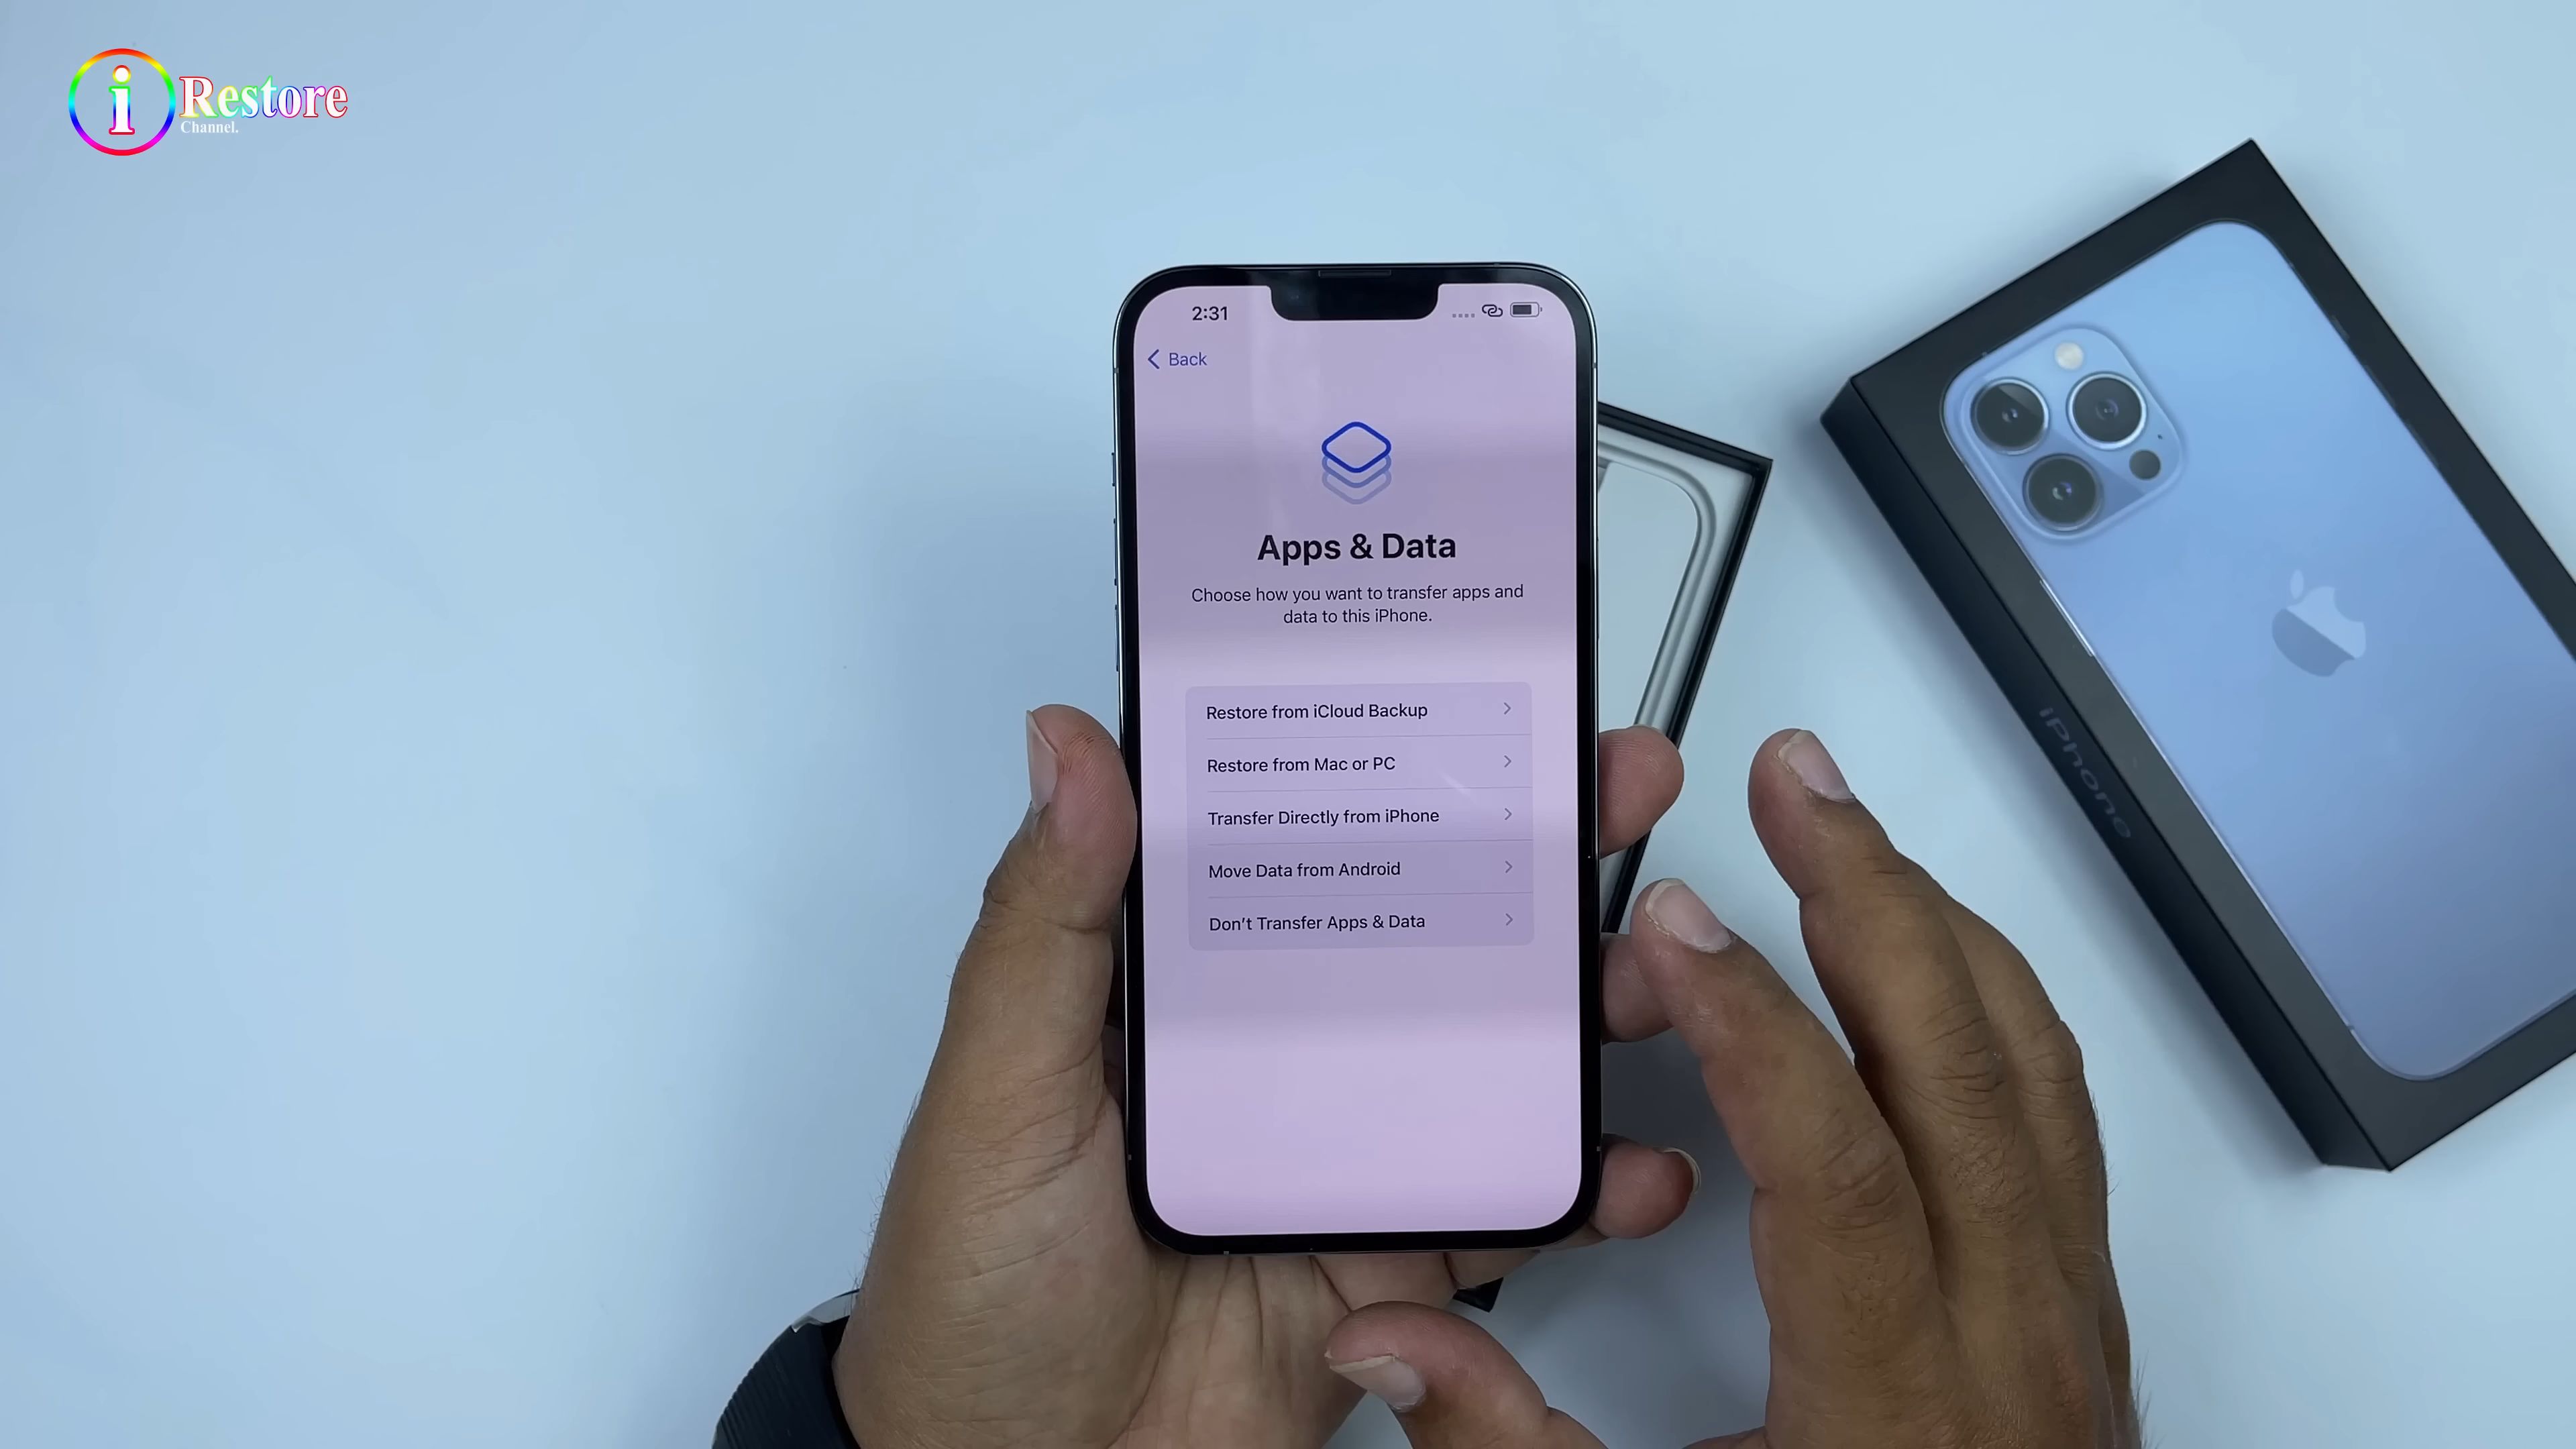 i Restore
Channel.
2:31
Back
Apps & Data
Choose how you want to transfer apps and
data to this iPhone.
Restore from iCloud Backup
Restore from Mac or PC
Transfer Directly from iPhone
Move Data from Android
Don't Transfer Apps & Data
iPhone